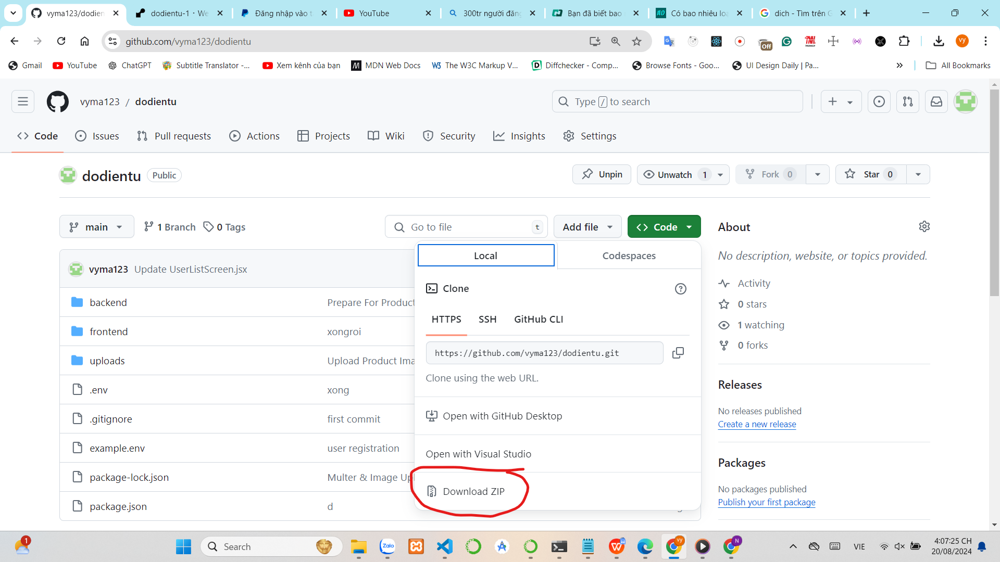 vyma123/dodien
dodientu-1 · We
Đăng nhập vào t
YouTube
300tr người đăng
Bạn đã biết bao
Có bao nhiêu loạ
dich - Tìm trên G
github.com/vyma123/dodientu
Off
vy
Gmail
YouTube
ChatGPT
Subtitle Translator -...
Xem kênh của bạn
MDN Web Docs
The W3C Markup V...
Diffchecker - Comp...
Browse Fonts - Goo...
UI Design Daily | Pa...
All Bookmarks
vyma123 / dodientu
Type / to search
Code
Issues
Pull requests
Actions
Projects
Wiki
Security
Insights
Settings
dodientu Public
Unpin
Unwatch 1
Fork 0
Star 0
main
1 Branch
0 Tags
Go to file t
Add file
Code
About
Local
Codespaces
No description, website, or topics provided.
vyma123 Update UserListScreen.jsx
Clone
Activity
backend Prepare For Product
0 stars
HTTPS SSH GitHub CLI
1 watching
frontend xongroi
0 forks
https://github.com/vyma123/dodientu.git
uploads Upload Product Ima
Clone using the web URL.
Releases
.env xong
No releases published
Open with GitHub Desktop
.gitignore first commit
Create a new release
example.env user registration
Open with Visual Studio
Packages
package-lock.json Multer & Image Up
Download ZIP
No packages published
Publish your first package
package.json d
1
Search
Zalo
vy
N
VIE
4:07:25 CH
20/08/2024